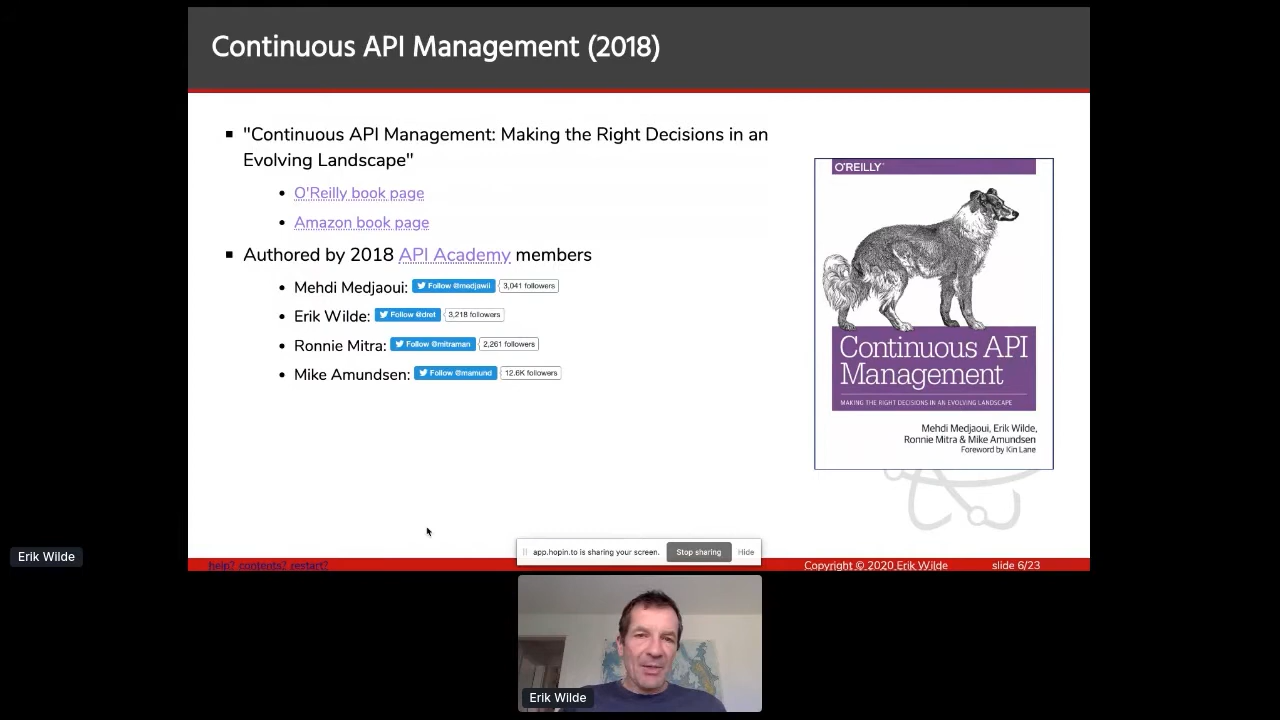 Continuous API Management (2018)
"Continuous API Management: Making the Right Decisions in an
Evolving Landscape"
O'Reilly book page
Amazon book page
Authored by 2018 API Academy members
Mehdi Medjaoui: Follow @medjawii 3,041 followers
Erik Wilde: Follow @dret 3,218 followers
Ronnie Mitra: Follow @mitraman 2,261 followers
Mike Amundsen: Follow @mamund 12.6K followers
O'REILLY
Continuous API
Management
MAKING THE RIGHT DECISIONS IN AN EVOLVING LANDSCAPE
Mehdi Medjaoui, Erik Wilde,
Ronnie Mitra & Mike Amundsen
Foreword by Kin Lane
Erik Wilde
app.hopin.to is sharing your screen. Stop sharing Hide
help? contents? restart?
Copyright © 2020 Erik Wilde
slide 6/23
Erik Wilde